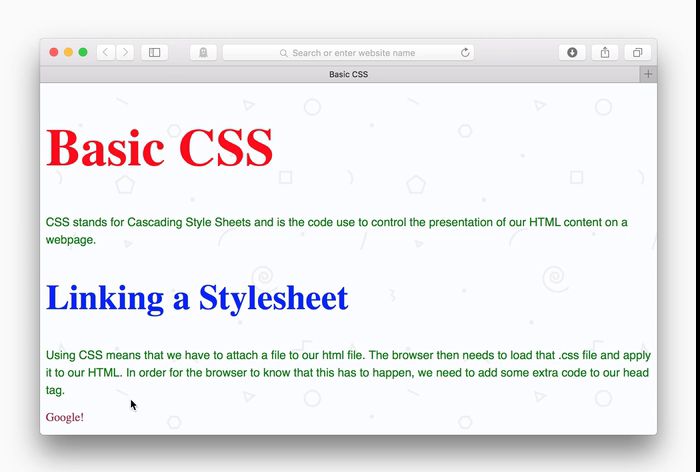 Search or enter website name
Basic CSS
Basic CSS
CSS stands for Cascading Style Sheets and is the code use to control the presentation of our HTML content on a
webpage.
Linking a Stylesheet
Using CSS means that we have to attach a file to our html file. The browser then needs to load that .css file and apply
it to our HTML. In order for the browser to know that this has to happen, we need to add some extra code to our head
tag.
Google!